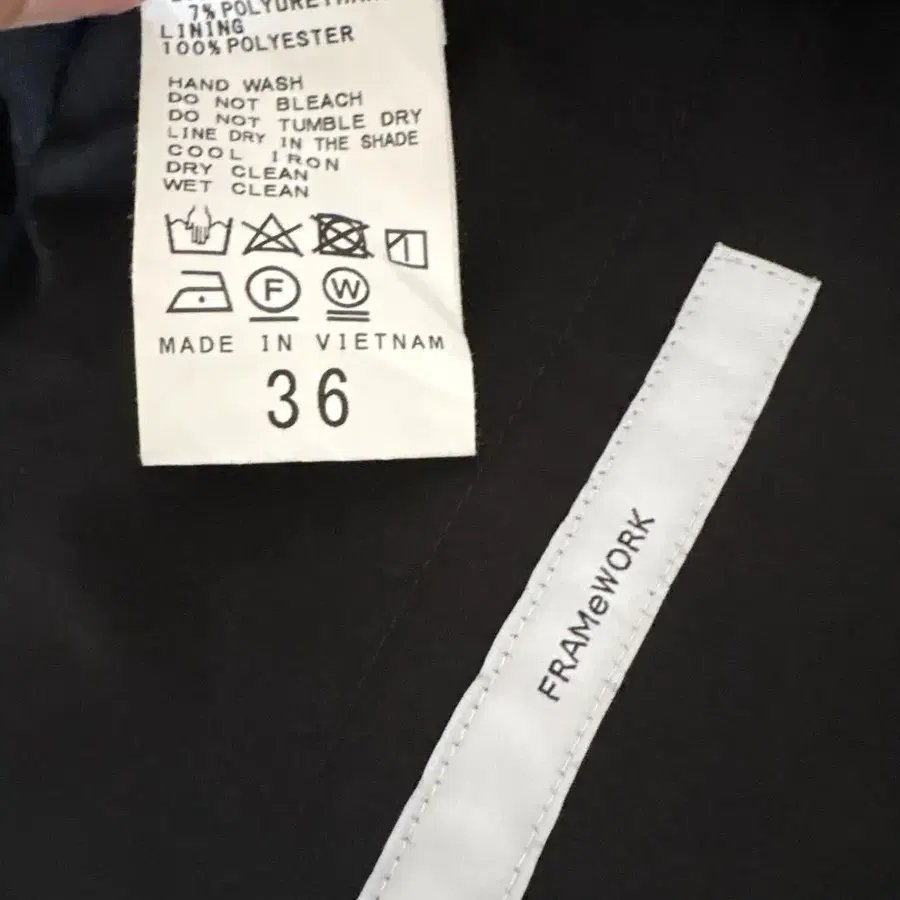 7% POLYURETHANE
LINING
100% POLYESTER
HAND WASH
DO NOT BLEACH
DO NOT TUMBLE DRY
LINE DRY IN THE SHADE
COOL IRON
DRY CLEAN
WET CLEAN
F W
MADE IN VIETNAM
36
FRAMeWORK